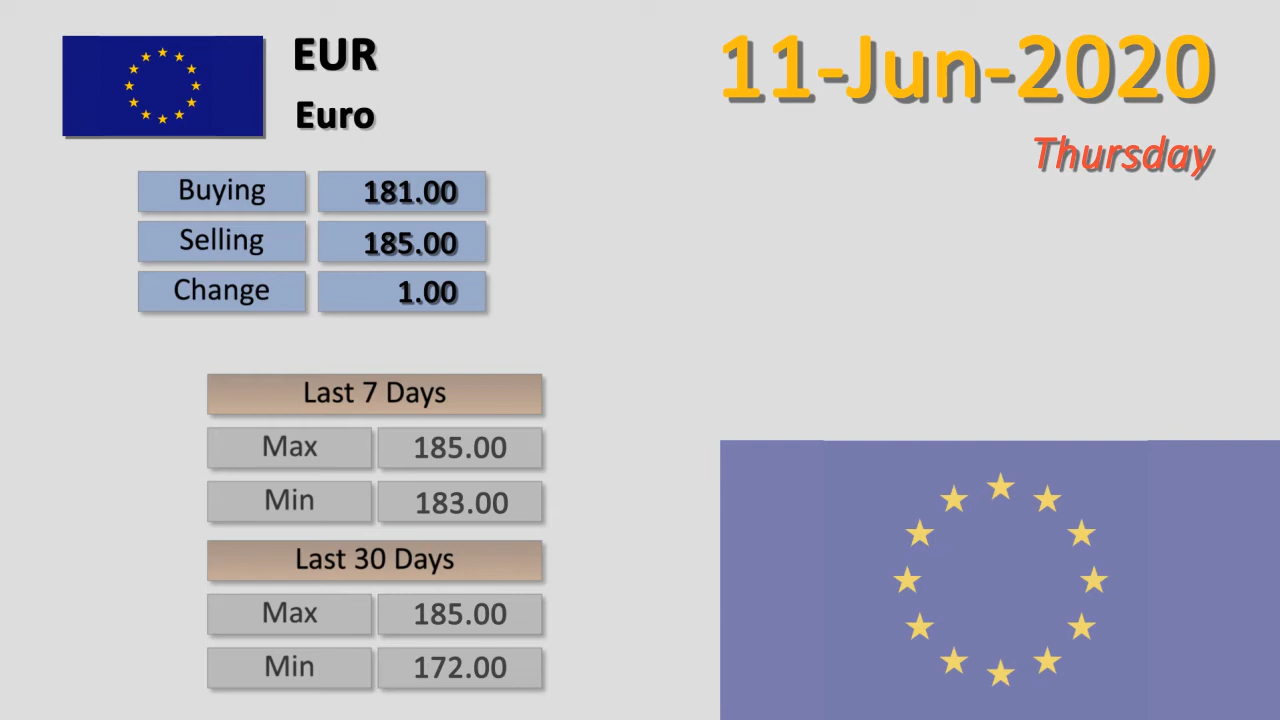 EUR
Euro
11-Jun-2020
Thursday
Buying 181.00
Selling 185.00
Change 1.00
Last 7 Days
Max 185.00
Min 183.00
Last 30 Days
Max 185.00
Min 172.00